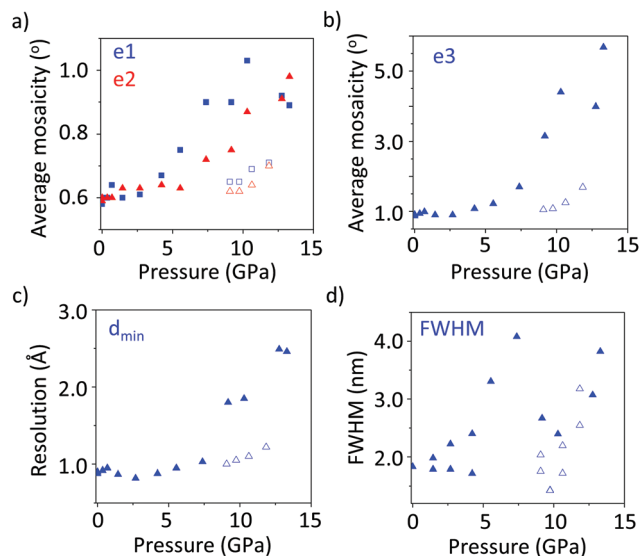 a)
e1
e2
Average mosaicity (o)
1.0
0.8
0.6
0
5
10
15
Pressure (GPa)
b)
e3
Average mosaicity (o)
5.0
3.0
1.0
0
5
10
15
Pressure (GPa)
c)
dmin
Resolution (Å)
3.0
2.0
1.0
0
5
10
15
Pressure (GPa)
d)
FWHM
FWHM (nm)
4.0
3.0
2.0
0
5
10
15
Pressure (GPa)